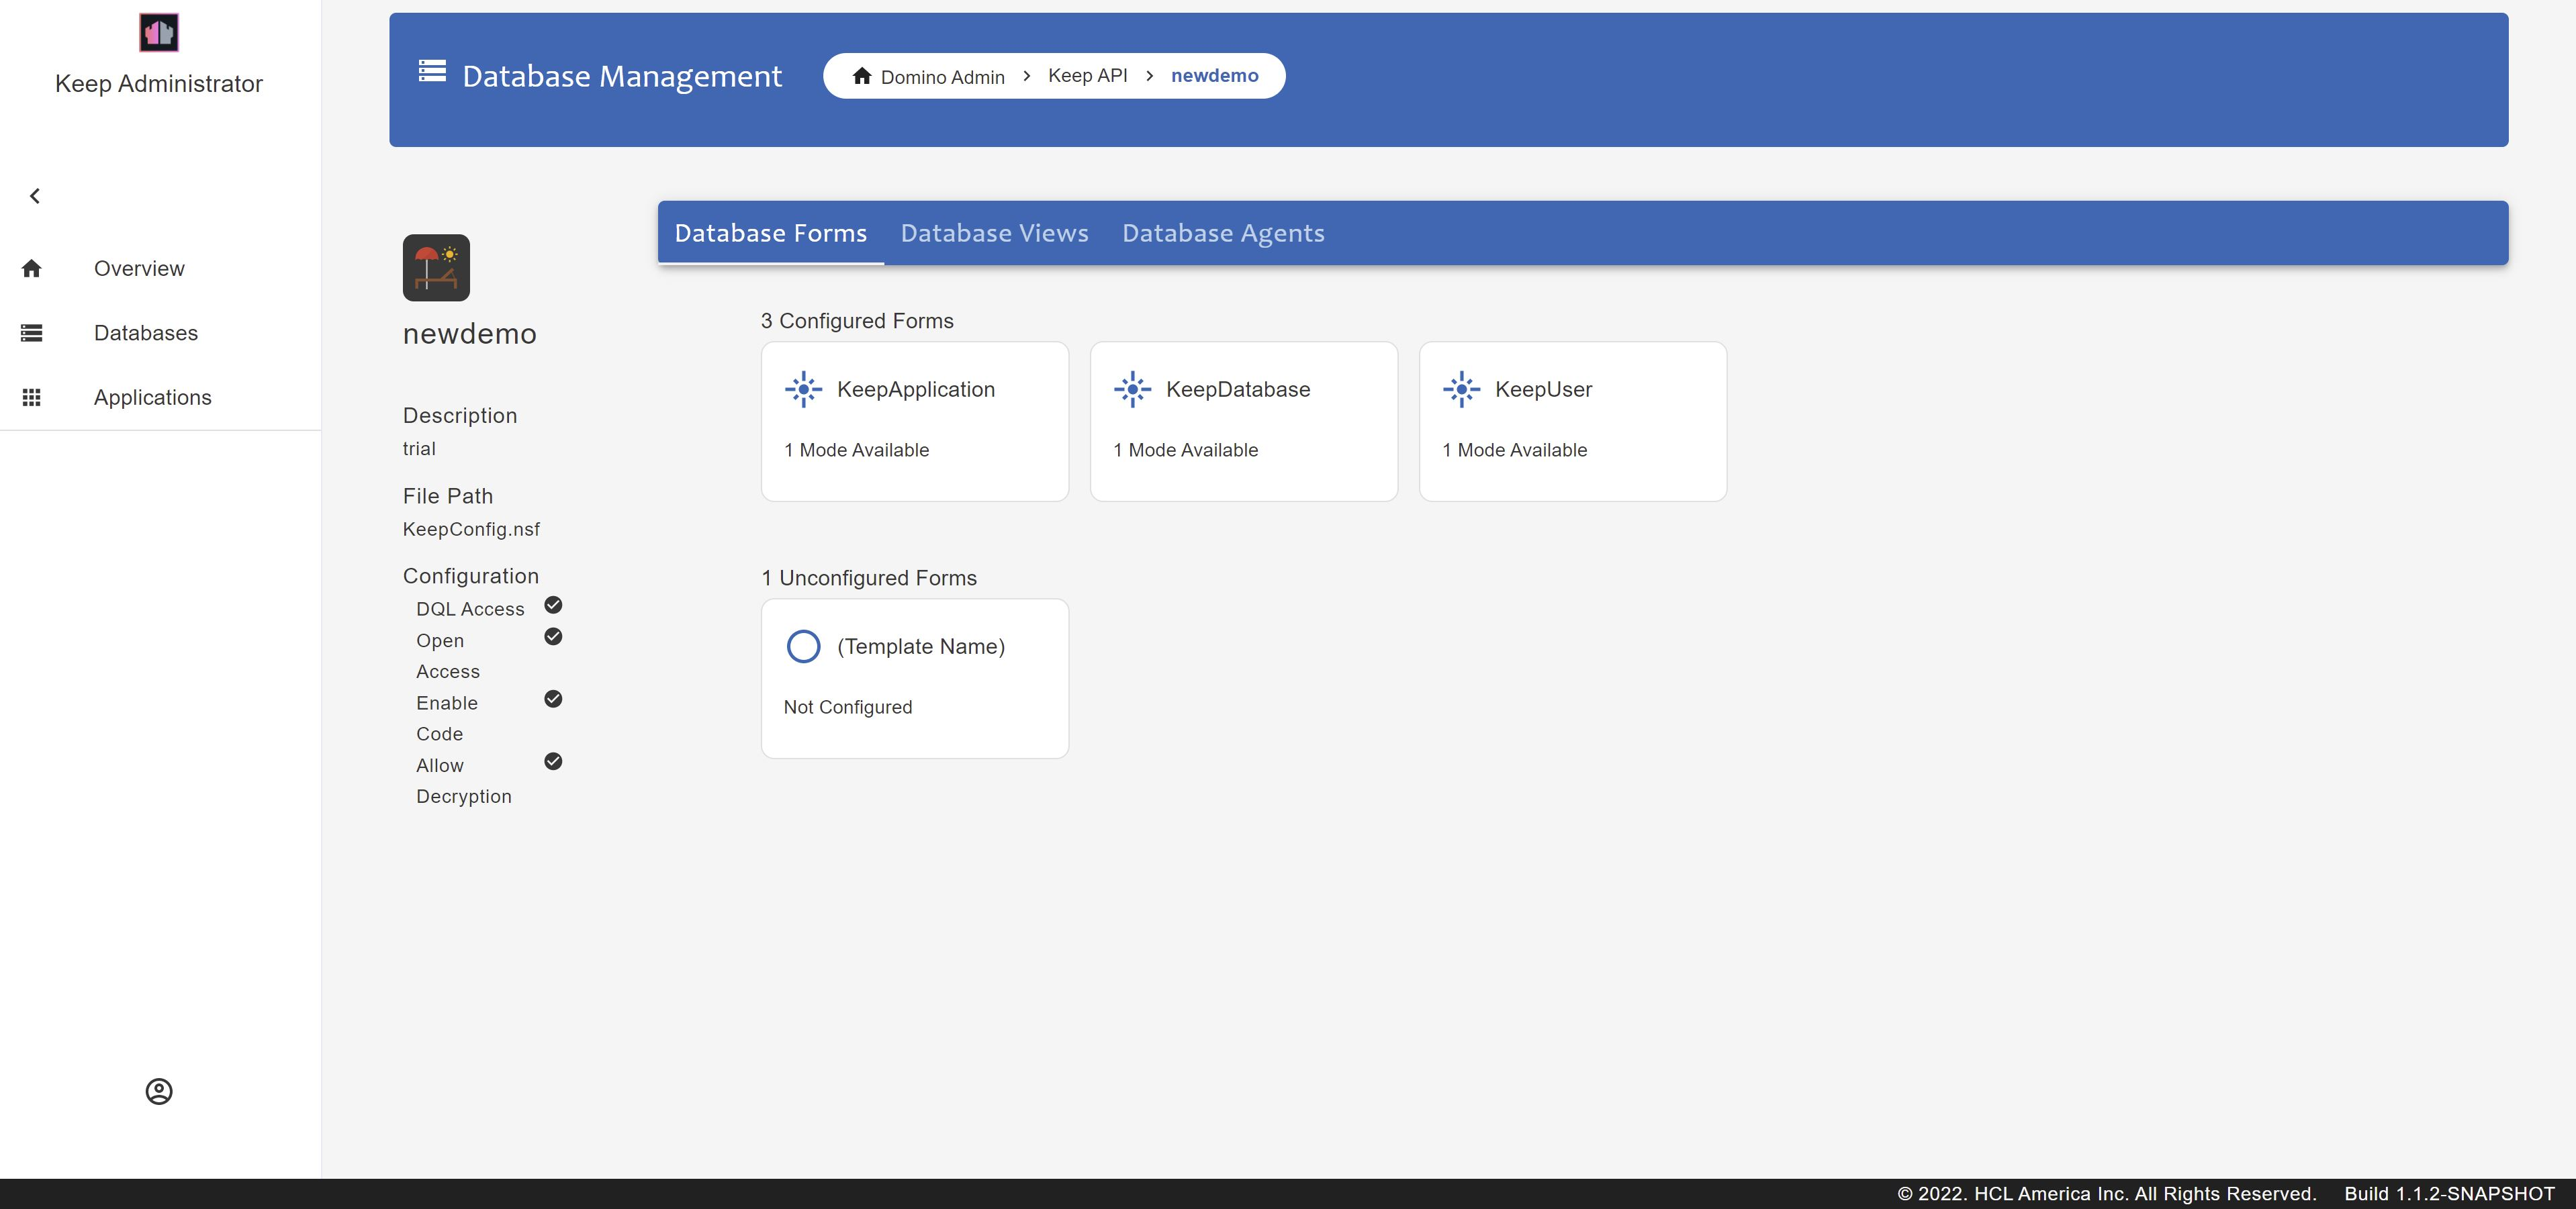 Keep Administrator
Overview
Databases
Applications
Database Management
Domino Admin > Keep API > newdemo
newdemo
Description
trial
File Path
KeepConfig.nsf
Configuration
DQL Access
Open
Access
Enable
Code
Allow
Decryption
Database Forms Database Views Database Agents
3 Configured Forms
KeepApplication
1 Mode Available
KeepDatabase
1 Mode Available
KeepUser
1 Mode Available
1 Unconfigured Forms
(Template Name)
Not Configured
© 2022. HCL America Inc. All Rights Reserved. Build 1.1.2-SNAPSHOT